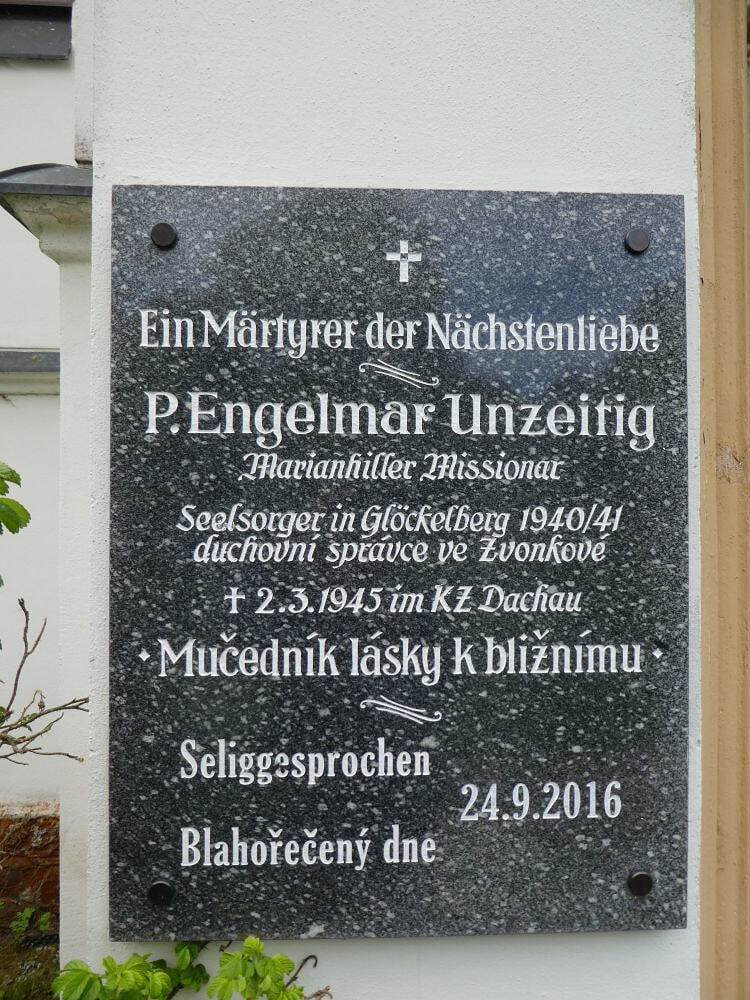 Ein Märtyrer der Nächstenliebe
P. Engelmar Unzeitig
Marianhiller Missionar
Seelsorger in Glöckelberg 1940/41
duchovní správce ve Zvonkové
† 2.3.1945 im KZ Dachau
· Mučedník lásky k bližnímu ·
Seliggesprochen
24.9.2016
Blahořečený dne